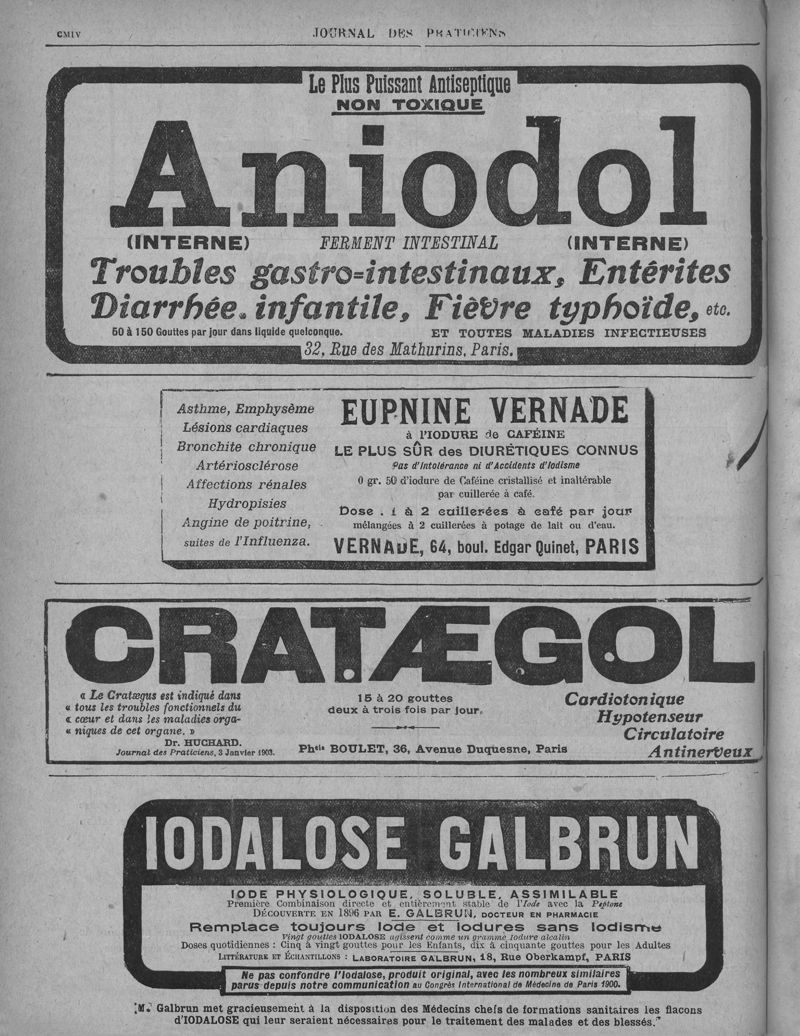 CMIV
JOURNAL DES PRATICIENS
Le Plus Puissant Antiseptique
NON TOXIQUE
Aniodol
(INTERNE) FERMENT INTESTINAL (INTERNE)
Troubles gastro=intestinaux, Entérites
Diarrhée infantile, Fièvre typhoïde, etc.
50 à 150 Gouttes par jour dans liquide quelconque. ET TOUTES MALADIES INFECTIEUSES
32, Rue des Mathurins, Paris.
Asthme, Emphysème
Lésions cardiaques
Bronchite chronique
Artériosclérose
Affections rénales
Hydropisies
Angine de poitrine,
suites de l'Influenza.
EUPNINE VERNADE
à l'IODURE de CAFÉINE
LE PLUS SÛR des DIURÉTIQUES CONNUS
Pas d'Intolérance ni d'Accidents d'Iodisme
0 gr. 50 d'iodure de Caféine cristallisé et inaltérable
par cuillerée à café.
Dose : 1 à 2 cuillerées à café par jour
mélangées à 2 cuillerées à potage de lait ou d'eau.
VERNADE, 64, boul. Edgar Quinet, PARIS
CRATÆGOL
« Le Cratægus est indiqué dans
« tous les troubles fonctionnels du
« cœur et dans les maladies orga-
« niques de cet organe. »
Dr. HUCHARD.
Journal des Praticiens, 3 Janvier 1903.
15 à 20 gouttes
deux à trois fois par jour.
Phcie BOULET, 36, Avenue Duquesne, Paris
Cardiotonique
Hypotenseur
Circulatoire
Antinerveux
IODALOSE GALBRUN
IODE PHYSIOLOGIQUE, SOLUBLE, ASSIMILABLE
Première Combinaison directe et entièrement stable de l'Iode avec la Peptone
DÉCOUVERTE EN 1896 PAR E. GALBRUN, DOCTEUR EN PHARMACIE
Remplace toujours Iode et Iodures sans Iodisme
Vingt gouttes IODALOSE agissent comme un gramme Iodure alcalin
Doses quotidiennes : Cinq à vingt gouttes pour les Enfants, dix à cinquante gouttes pour les Adultes
LITTÉRATURE ET ÉCHANTILLONS : LABORATOIRE GALBRUN, 18, Rue Oberkampf, PARIS
Ne pas confondre l'Iodalose, produit original, avec les nombreux similaires
parus depuis notre communication au Congrès International de Médecine de Paris 1900.
"M. Galbrun met gracieusement à la disposition des Médecins chefs de formations sanitaires les flacons
d'IODALOSE qui leur seraient nécessaires pour le traitement des malades et des blessés."